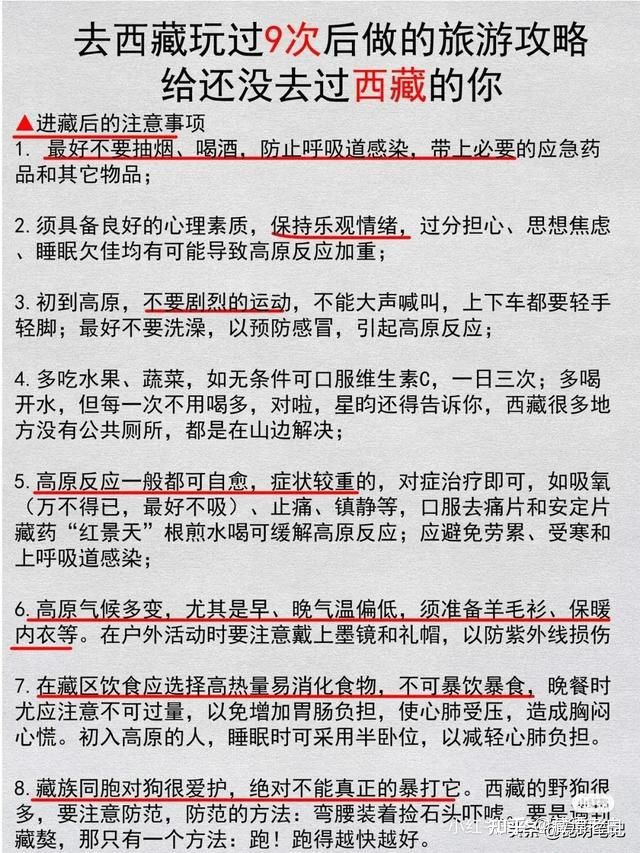 去西藏玩过9次后做的旅游攻略
给还没去过西藏的你
▲进藏后的注意事项
1. 最好不要抽烟、喝酒，防止呼吸道感染，带上必要的应急药
品和其它物品；
2.须具备良好的心理素质，保持乐观情绪，过分担心、思想焦虑
、睡眠欠佳均有可能导致高原反应加重；
3.初到高原，不要剧烈的运动，不能大声喊叫，上下车都要轻手
轻脚；最好不要洗澡，以预防感冒，引起高原反应；
4.多吃水果、蔬菜，如无条件可口服维生素C，一日三次；多喝
开水，但每一次不用喝多，对啦，星昀还得告诉你，西藏很多地
方没有公共厕所，都是在山边解决；
5.高原反应一般都可自愈，症状较重的，对症治疗即可，如吸氧
（万不得已，最好不吸）、止痛、镇静等，口服去痛片和安定片
藏药“红景天”根煎水喝可缓解高原反应；应避免劳累、受寒和
上呼吸道感染；
6.高原气候多变，尤其是早、晚气温偏低，须准备羊毛衫、保暖
内衣等。在户外活动时要注意戴上墨镜和礼帽，以防紫外线损伤
7.在藏区饮食应选择高热量易消化食物，不可暴饮暴食，晚餐时
尤应注意不可过量，以免增加胃肠负担，使心肺受压，造成胸闷
心慌。初入高原的人，睡眠时可采用半卧位，以减轻心肺负担。
8.藏族同胞对狗很爱护，绝对不能真正的暴打它。西藏的野狗很
多，要注意防范，防范的方法：弯腰装着捡石头吓唬。要是遇到
藏獒，那只有一个方法：跑！跑得越快越好。